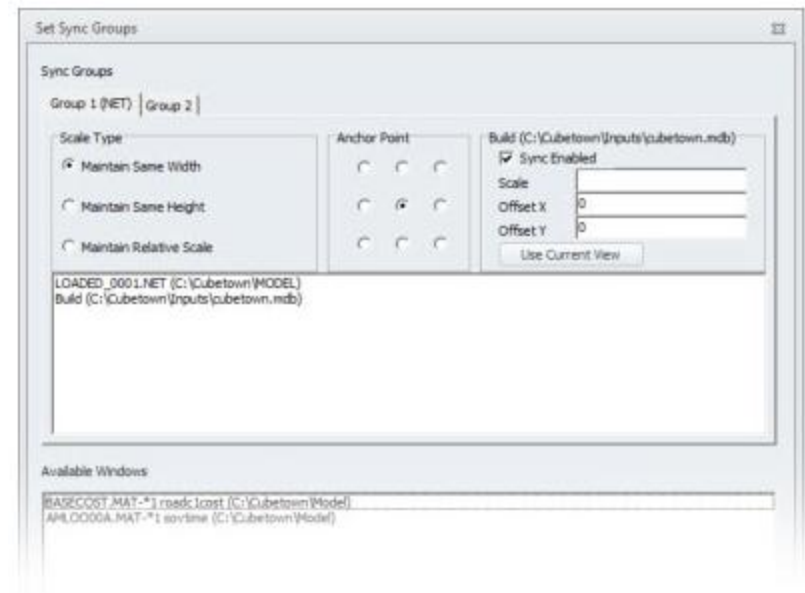 Set Sync Groups
Sync Groups
Group 1 (NET) Group 2
Scale Type
Maintain Same Width
Maintain Same Height
Maintain Relative Scale
Anchor Point
Build (C:\Cubetown\Inputs\cubetown.mdb)
Sync Enabled
Scale
Offset X 0
Offset Y 0
Use Current View
LOADED_0001.NET (C:\Cubetown\MODEL)
Build (C:\Cubetown\Inputs\cubetown.mdb)
Available Windows
BASECOST.MAT-*1 roadc1cost (C:\Cubetown\Model)
AMLOO00A.MAT-*1 sovtime (C:\Cubetown\Model)